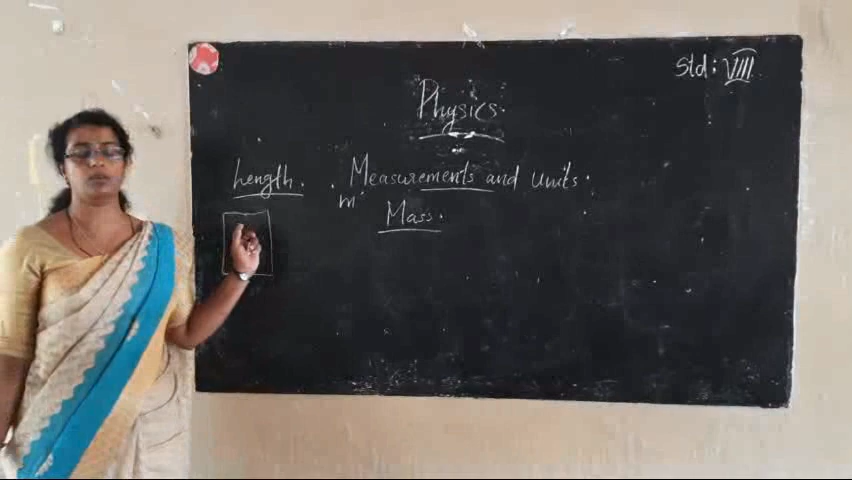 Std: VIII
Physics.
Length. Measurements and Units.
m
Mass.